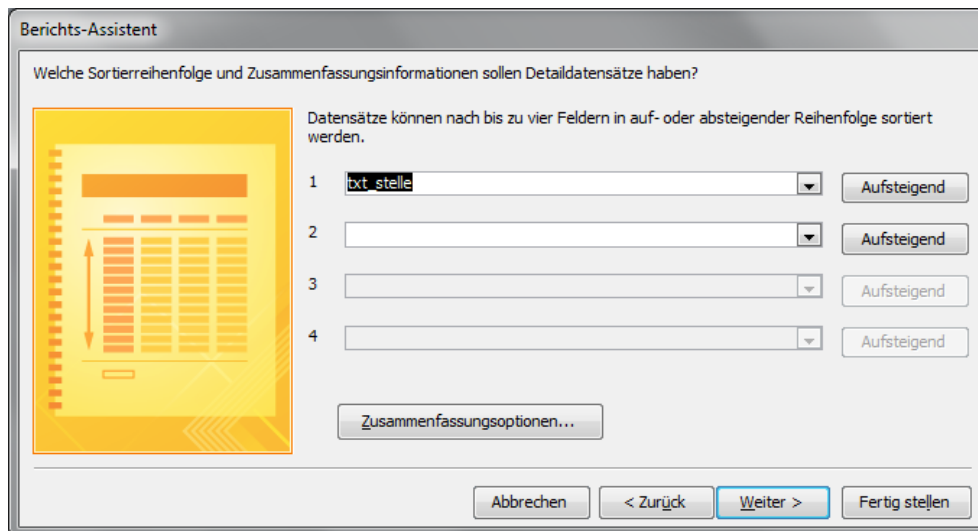 Berichts-Assistent
Welche Sortierreihenfolge und Zusammenfassungsinformationen sollen Detaildatensätze haben?
Datensätze können nach bis zu vier Feldern in auf- oder absteigender Reihenfolge sortiert
werden.
1 txt_stelle Aufsteigend
2 Aufsteigend
3 Aufsteigend
4 Aufsteigend
Zusammenfassungsoptionen...
Abbrechen < Zurück Weiter > Fertig stellen